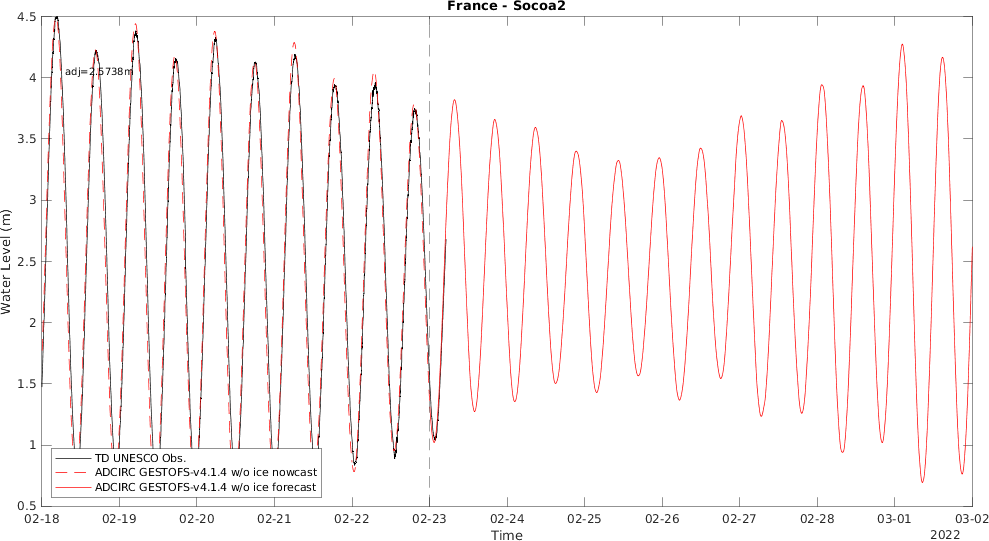 France - Socoa2
4.5
4
3.5
3
2.5
2
1.5
1
0.5
Water Level (m)
adj=2.5738m
TD UNESCO Obs.
ADCIRC GESTOFS-v4.1.4 w/o ice nowcast
ADCIRC GESTOFS-v4.1.4 w/o ice forecast
02-18 02-19 02-20 02-21 02-22 02-23 02-24 02-25 02-26 02-27 02-28 03-01 03-02
Time
2022